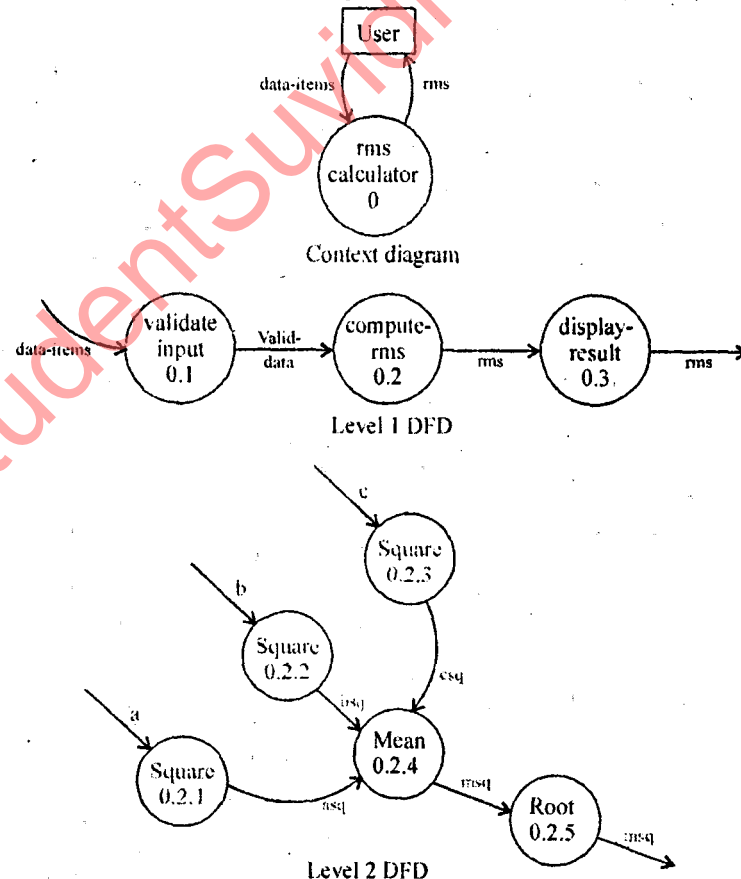 User
data-items
rms
rms
calculator
0
Context diagram
data-items
validate
input
0.1
Valid-
data
compute-
rms
0.2
rms
display-
result
0.3
rms
Level 1 DFD
c
Square
0.2.3
b
Square
0.2.2
csq
bsq
a
Square
0.2.1
asq
Mean
0.2.4
msq
Root
0.2.5
Level 2 DFD
udentSuvid